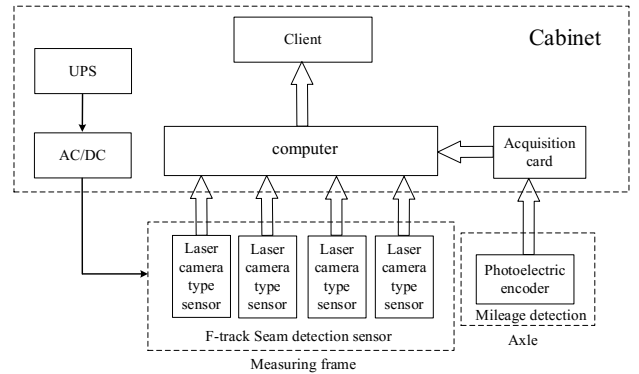 Client
Cabinet
UPS
AC/DC
computer
Acquisition
card
Laser
camera
type
sensor
Laser
camera
type
sensor
Laser
camera
type
sensor
Laser
camera
type
sensor
F-track Seam detection sensor
Measuring frame
Photoelectric
encoder
Mileage detection
Axle